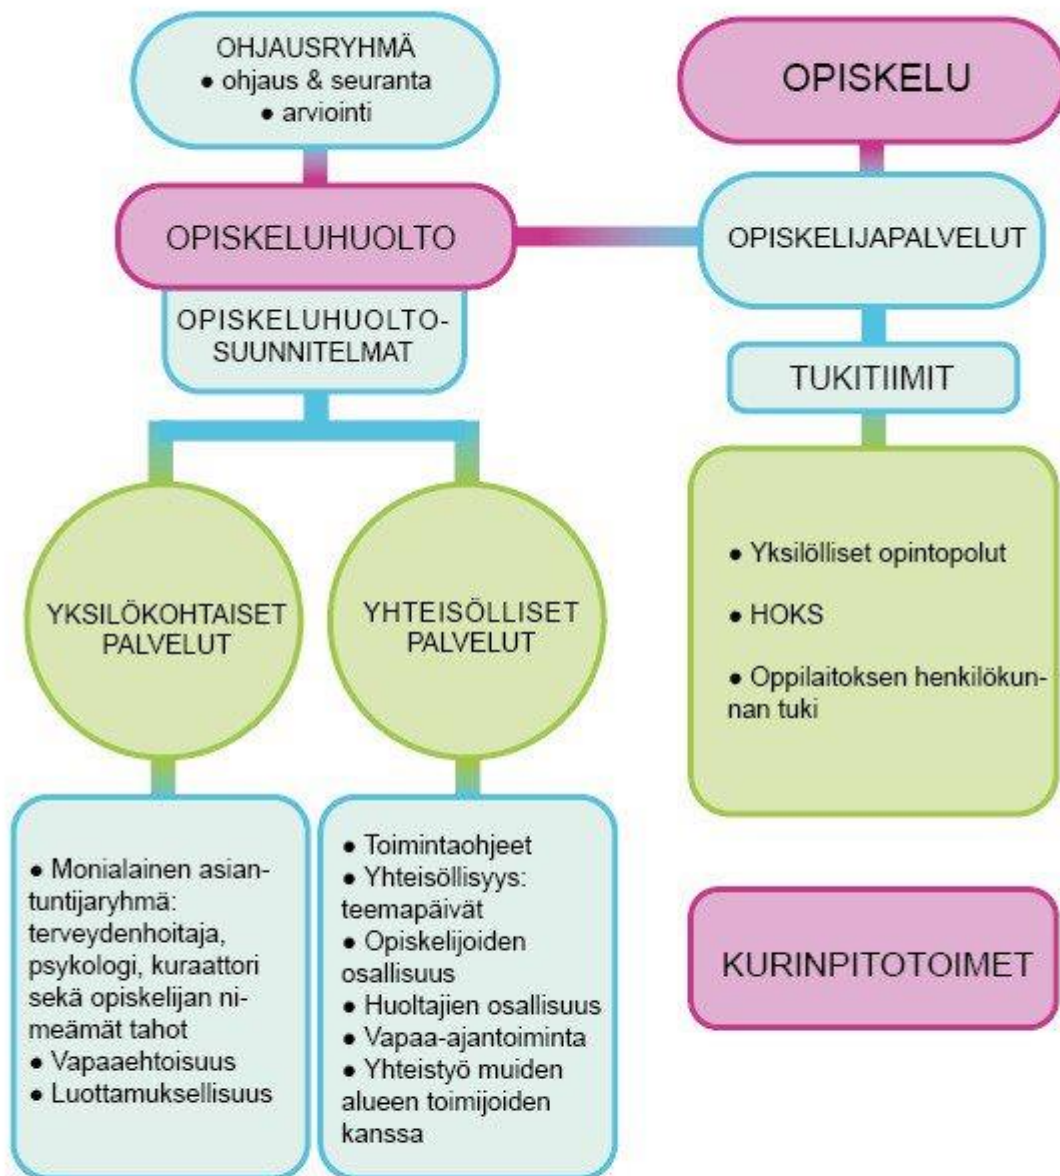 OHJAUSRYHMÄ
● ohjaus & seuranta
● arviointi
OPISKELUHUOLTO
OPISKELUHUOLTO-
SUUNNITELMAT
YKSILÖKOHTAISET
PALVELUT
● Monialainen asian-
tuntijaryhmä:
terveydenhoitaja,
psykologi, kuraattori
sekä opiskelijan ni-
meämät tahot
● Vapaaehtoisuus
● Luottamuksellisuus
YHTEISÖLLISET
PALVELUT
● Toimintaohjeet
● Yhteisöllisyys:
teemapäivät
● Opiskelijoiden
osallisuus
● Huoltajien osallisuus
● Vapaa-ajantoiminta
● Yhteistyö muiden
alueen toimijoiden
kanssa
OPISKELU
OPISKELIJAPALVELUT
TUKITIIMIT
● Yksilölliset opintopolut
● HOKS
● Oppilaitoksen henkilökun-
nan tuki
KURINPITOTOIMET